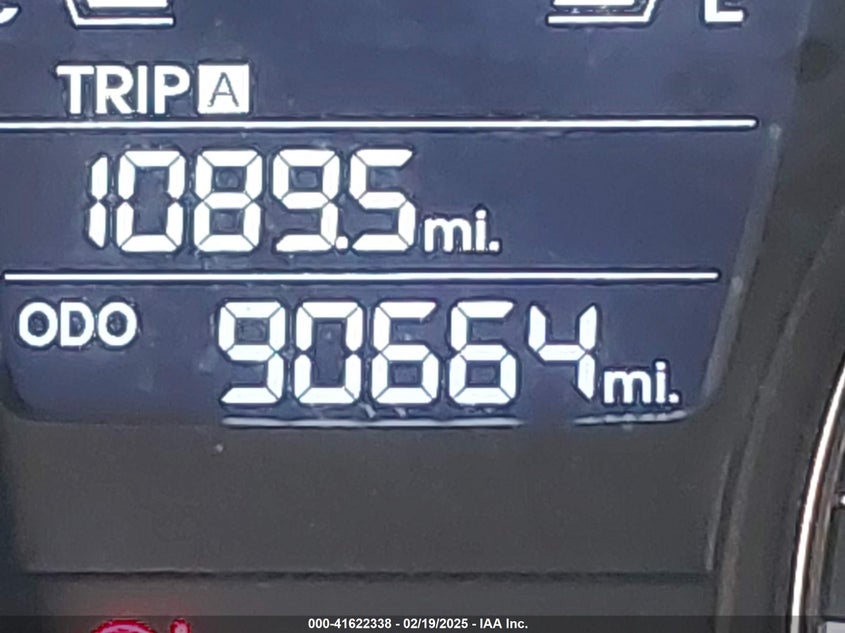 TRIP A
1089.5 mi.
ODO 90664 mi.
000-41622338 - 02/19/2025 - IAA Inc.